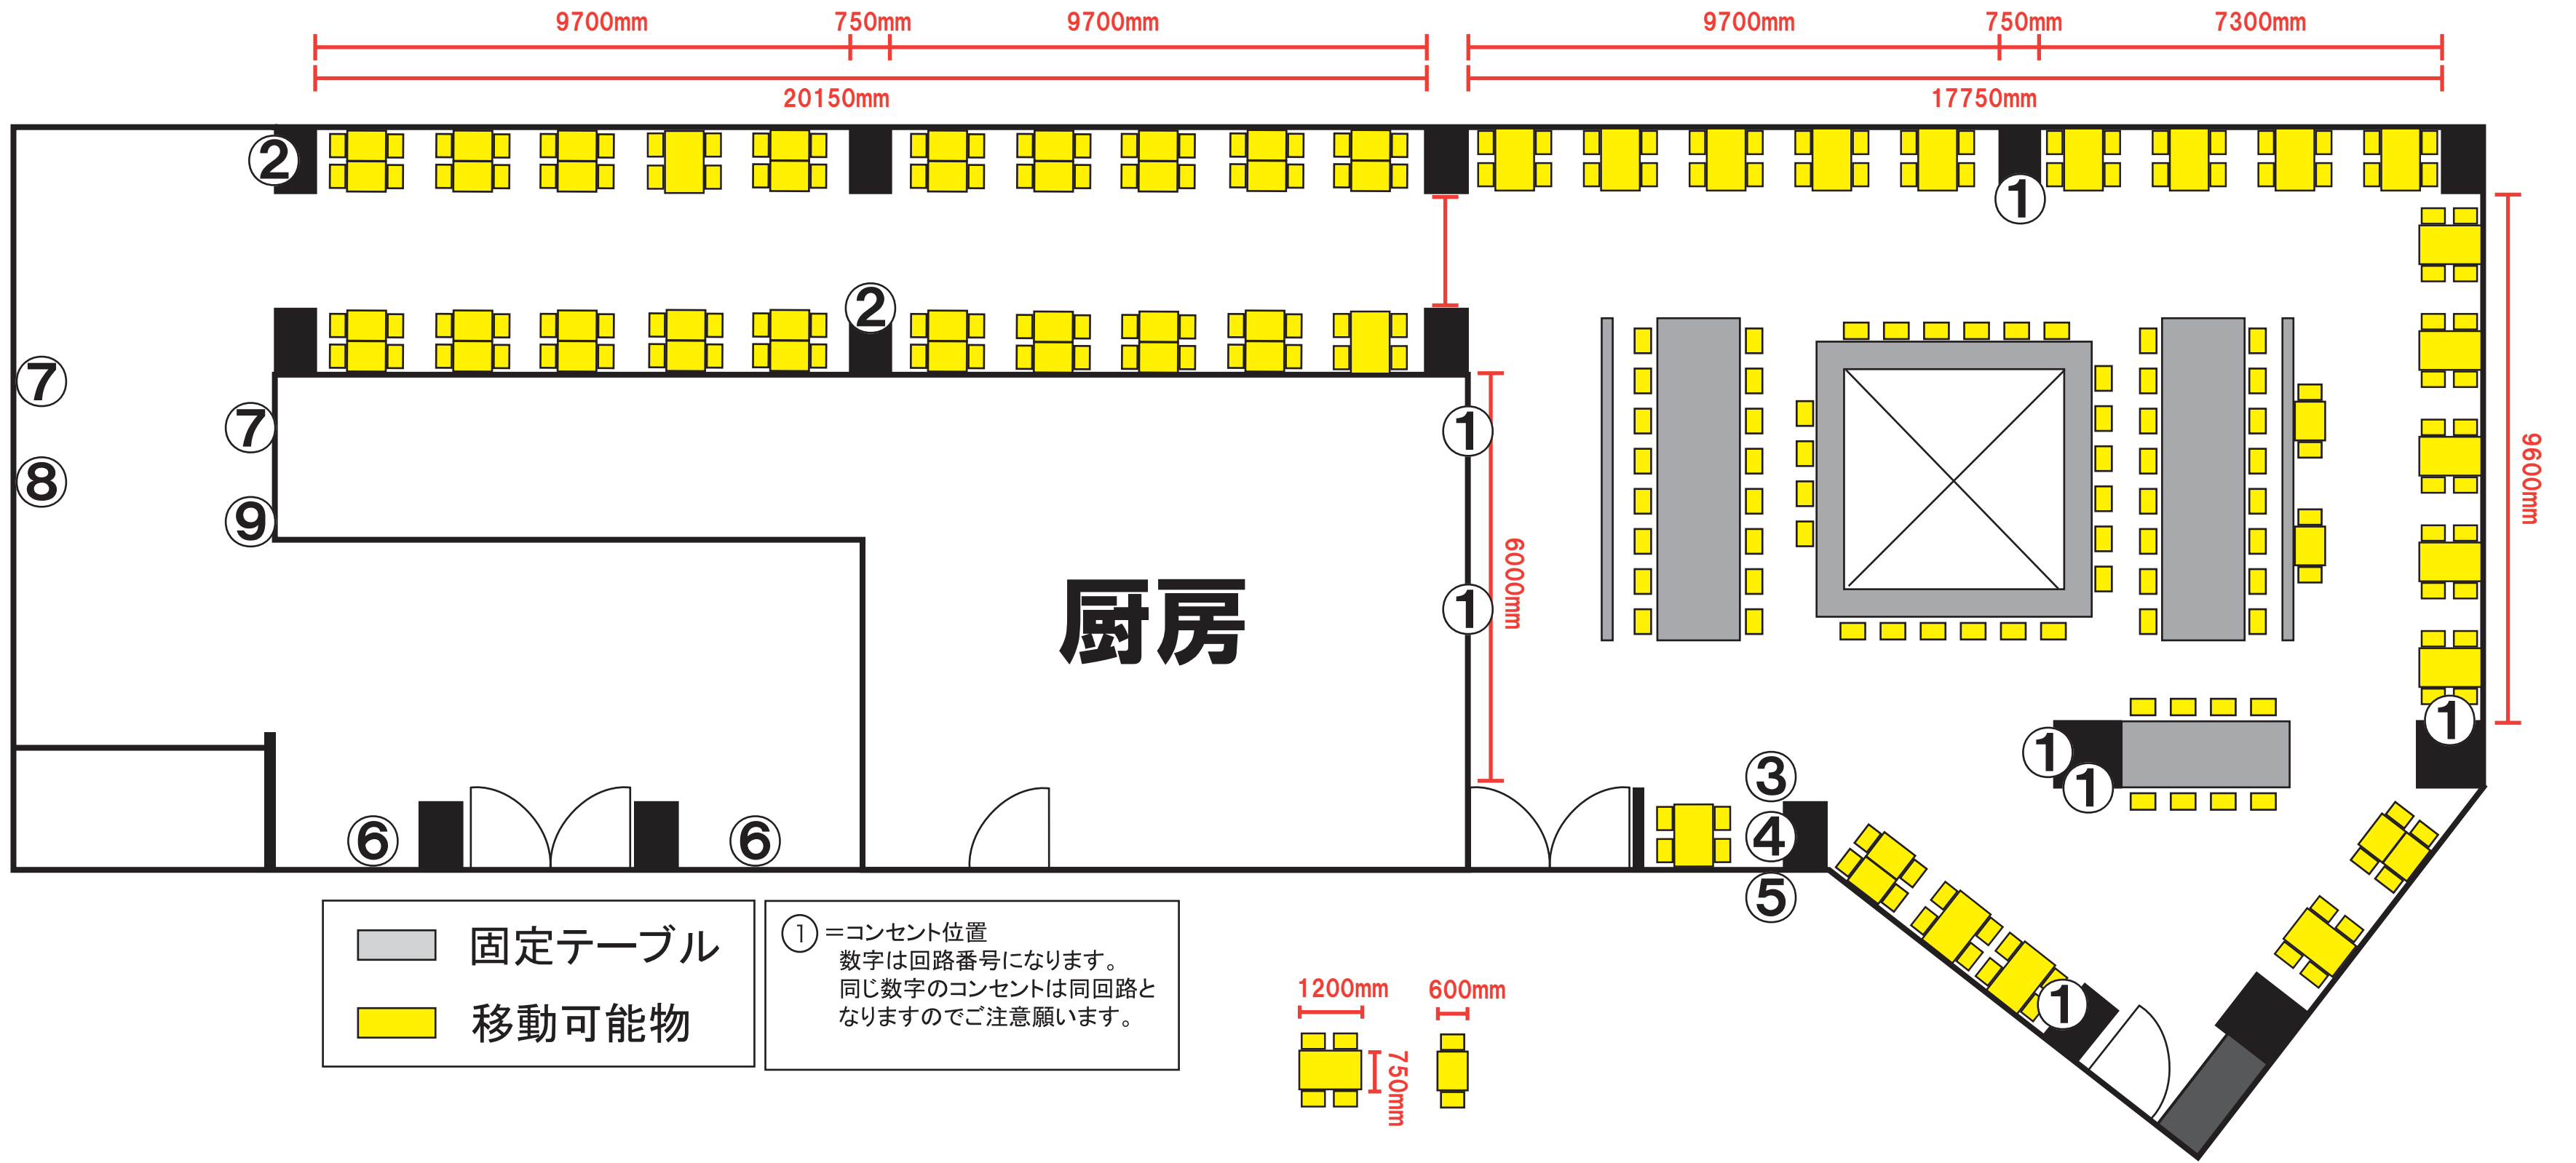 9700mm 750mm 9700mm 9700mm 750mm 7300mm
20150mm 17750mm
②
①
②
⑦
⑦
①
9600mm
⑧
⑨
6000mm
①
厨房
①
①
①
③
④
⑤
⑥
⑥
①
固定テーブル
移動可能物
①=コンセント位置
数字は回路番号になります。
同じ数字のコンセントは同回路と
なりますのでご注意願います。
1200mm 600mm
750mm